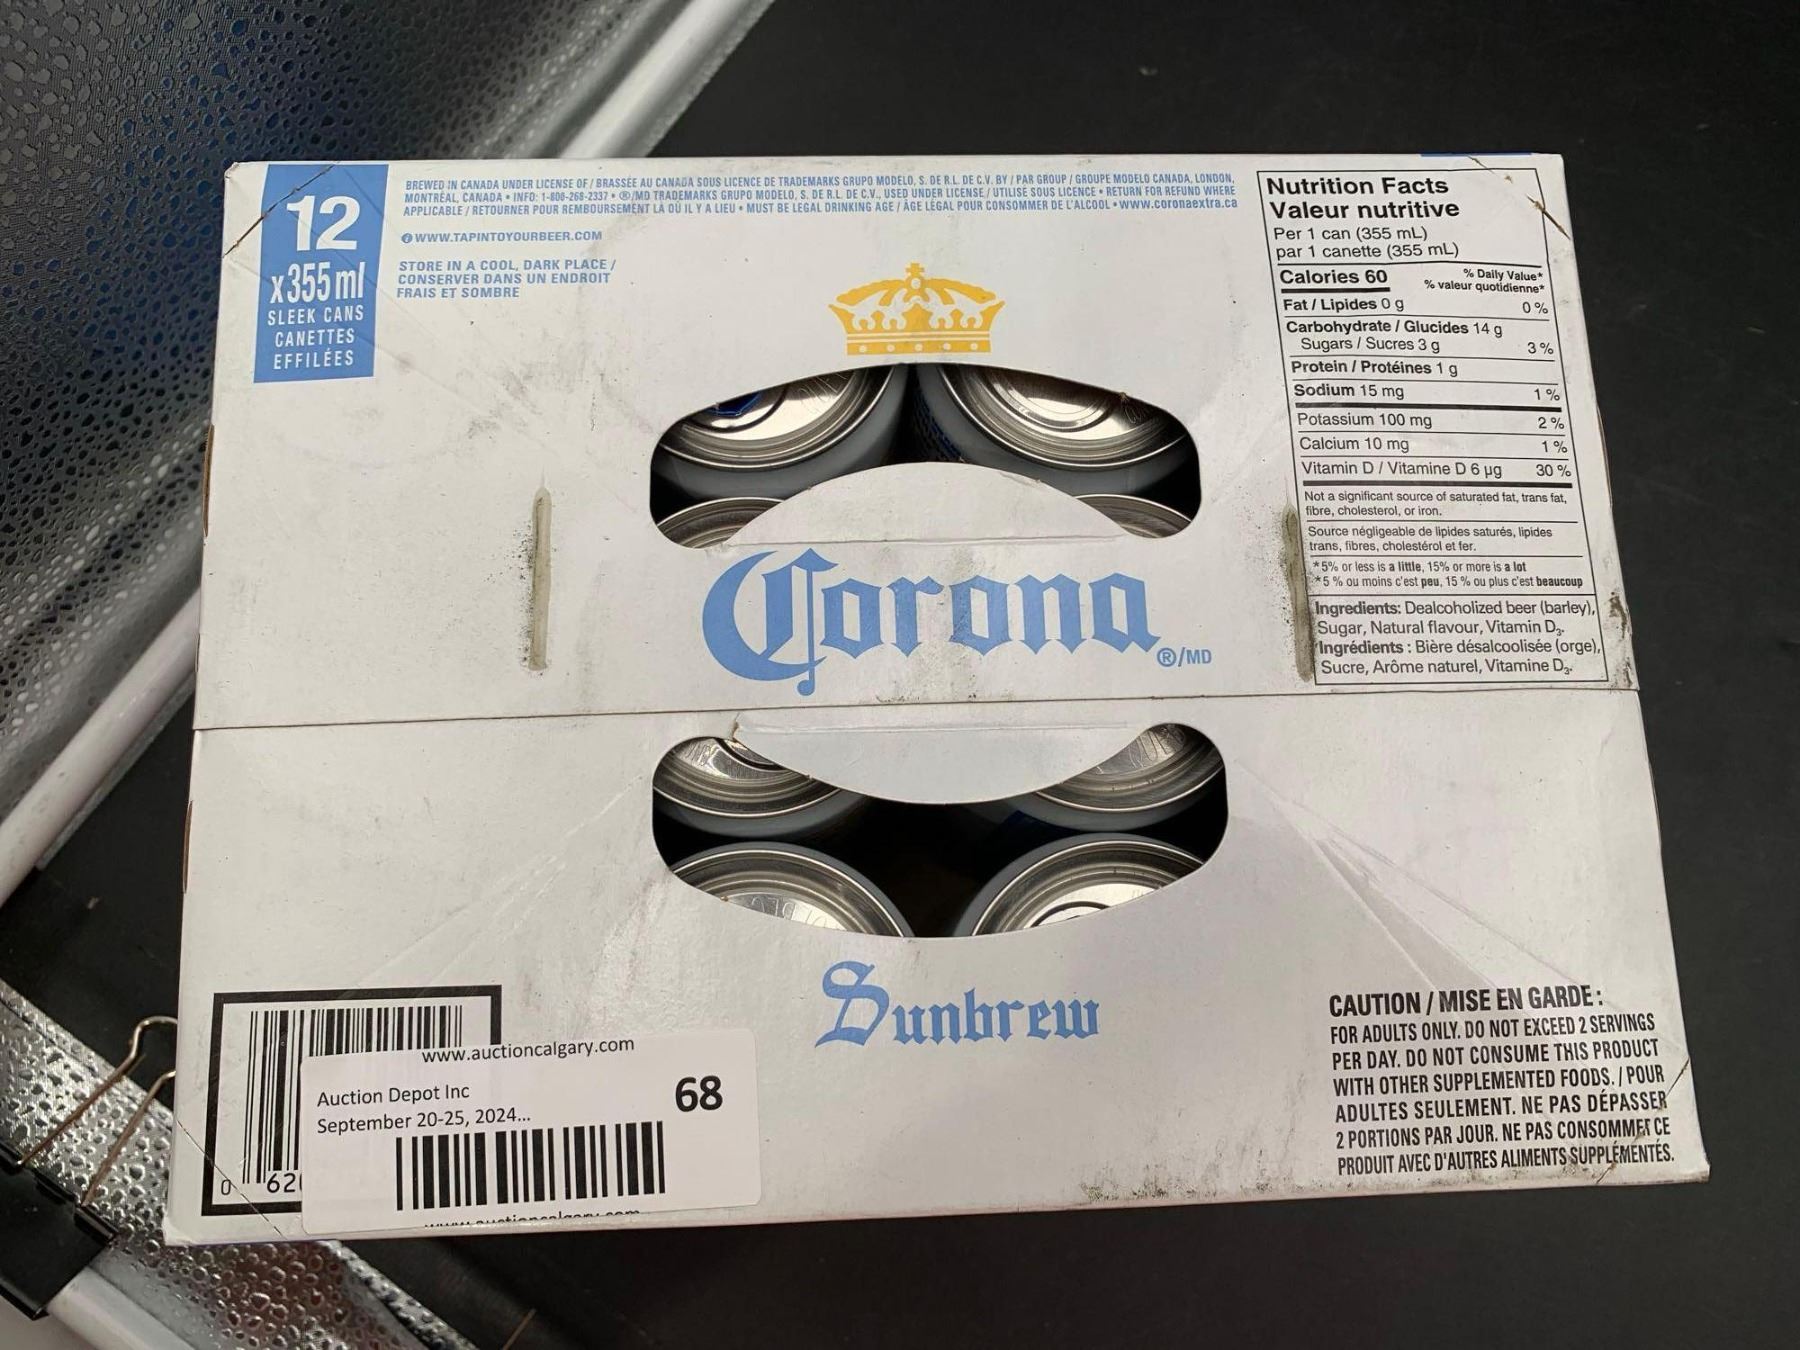 12
x355 ml
SLEEK CANS
CANETTES
EFFILÉES
BREWED IN CANADA UNDER LICENSE OF / BRASSÉE AU CANADA SOUS LICENCE DE TRADEMARKS GRUPO MODELO, S. DE R.L. DE C.V. BY / PAR GROUP / GROUPE MODELO CANADA, LONDON,
MONTRÉAL, CANADA • INFO: 1-800-268-2337 • ®/MD TRADEMARKS GRUPO MODELO, S. DE R.L. DE C.V., USED UNDER LICENSE / UTILISÉ SOUS LICENCE • RETURN FOR REFUND WHERE
APPLICABLE / RETOURNER POUR REMBOURSEMENT LÀ OÙ IL Y A LIEU • MUST BE LEGAL DRINKING AGE / ÂGE LÉGAL POUR CONSOMMER DE L'ALCOOL • www.coronaextra.ca
WWW.TAPINTOYOURBEER.COM
STORE IN A COOL, DARK PLACE /
CONSERVER DANS UN ENDROIT
FRAIS ET SOMBRE
Nutrition Facts
Valeur nutritive
Per 1 can (355 mL)
par 1 canette (355 mL)
Calories 60
% Daily Value*
% valeur quotidienne*
Fat / Lipides 0 g 0 %
Carbohydrate / Glucides 14 g
Sugars / Sucres 3 g 3 %
Protein / Protéines 1 g
Sodium 15 mg 1 %
Potassium 100 mg 2 %
Calcium 10 mg 1 %
Vitamin D / Vitamine D 6 µg 30 %
Not a significant source of saturated fat, trans fat,
fibre, cholesterol, or iron.
Source négligeable de lipides saturés, lipides
trans, fibres, cholestérol et fer.
*5% or less is a little, 15% or more is a lot
*5 % ou moins c'est peu, 15 % ou plus c'est beaucoup
Ingredients: Dealcoholized beer (barley),
Sugar, Natural flavour, Vitamin D₃.
Ingrédients : Bière désalcoolisée (orge),
Sucre, Arôme naturel, Vitamine D₃.
Corona ®/MD
Sunbrew
CAUTION / MISE EN GARDE :
FOR ADULTS ONLY. DO NOT EXCEED 2 SERVINGS
PER DAY. DO NOT CONSUME THIS PRODUCT
WITH OTHER SUPPLEMENTED FOODS. / POUR
ADULTES SEULEMENT. NE PAS DÉPASSER
2 PORTIONS PAR JOUR. NE PAS CONSOMMER CE
PRODUIT AVEC D'AUTRES ALIMENTS SUPPLÉMENTÉS.
0 62
www.auctioncalgary.com
Auction Depot Inc
September 20-25, 2024...
68
www.auctioncalgary.com